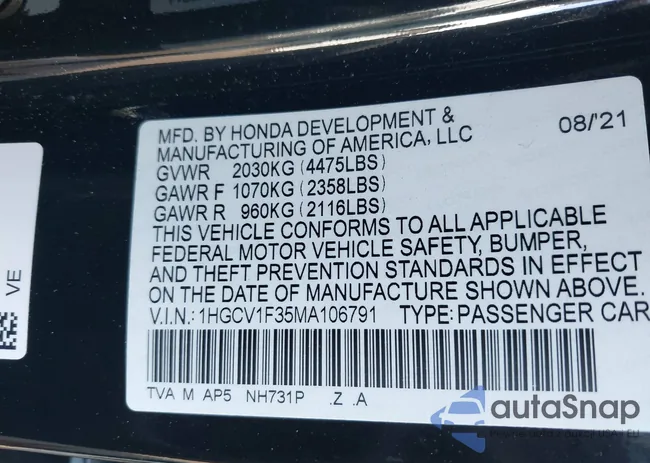 MFD. BY HONDA DEVELOPMENT &
MANUFACTURING OF AMERICA, LLC
08/'21
GVWR 2030KG (4475LBS)
GAWR F 1070KG (2358LBS)
GAWR R 960KG (2116LBS)
THIS VEHICLE CONFORMS TO ALL APPLICABLE
FEDERAL MOTOR VEHICLE SAFETY, BUMPER,
AND THEFT PREVENTION STANDARDS IN EFFECT
ON THE DATE OF MANUFACTURE SHOWN ABOVE.
V.I.N.:1HGCV1F35MA106791 TYPE:PASSENGER CAR
TVA M AP5 NH731P .Z .A
VE
autaSnap